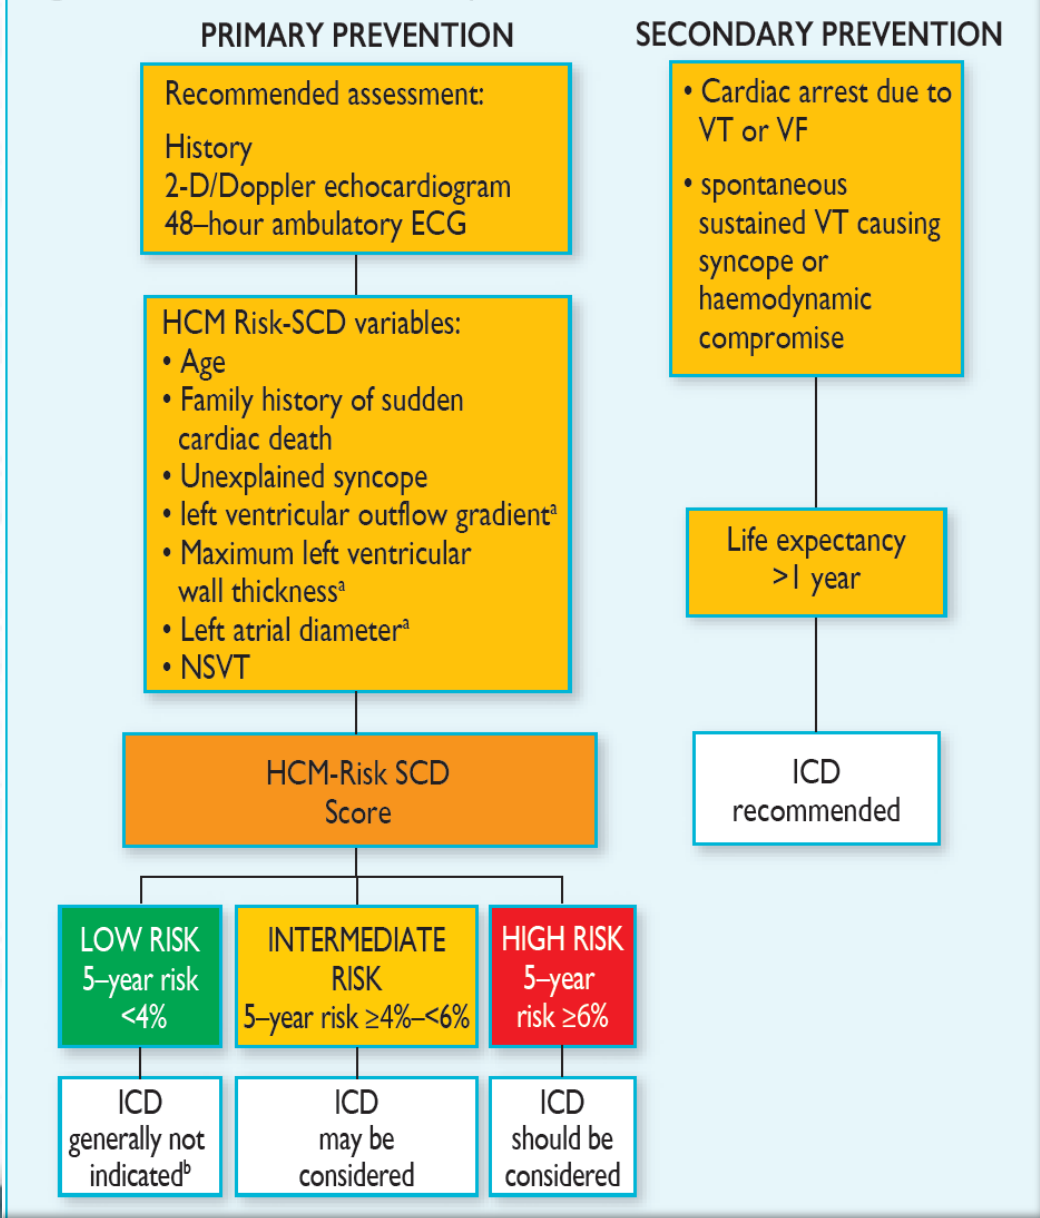 PRIMARY PREVENTION
Recommended assessment:
History
2-D/Doppler echocardiogram
48–hour ambulatory ECG
HCM Risk-SCD variables:
• Age
• Family history of sudden
cardiac death
• Unexplained syncope
• left ventricular outflow gradientᵃ
• Maximum left ventricular
wall thicknessᵃ
• Left atrial diameterᵃ
• NSVT
HCM-Risk SCD
Score
LOW RISK
5–year risk
<4%
INTERMEDIATE
RISK
5–year risk ≥4%–<6%
HIGH RISK
5–year
risk ≥6%
ICD
generally not
indicatedᵇ
ICD
may be
considered
ICD
should be
considered
SECONDARY PREVENTION
• Cardiac arrest due to
VT or VF
• spontaneous
sustained VT causing
syncope or
haemodynamic
compromise
Life expectancy
>1 year
ICD
recommended